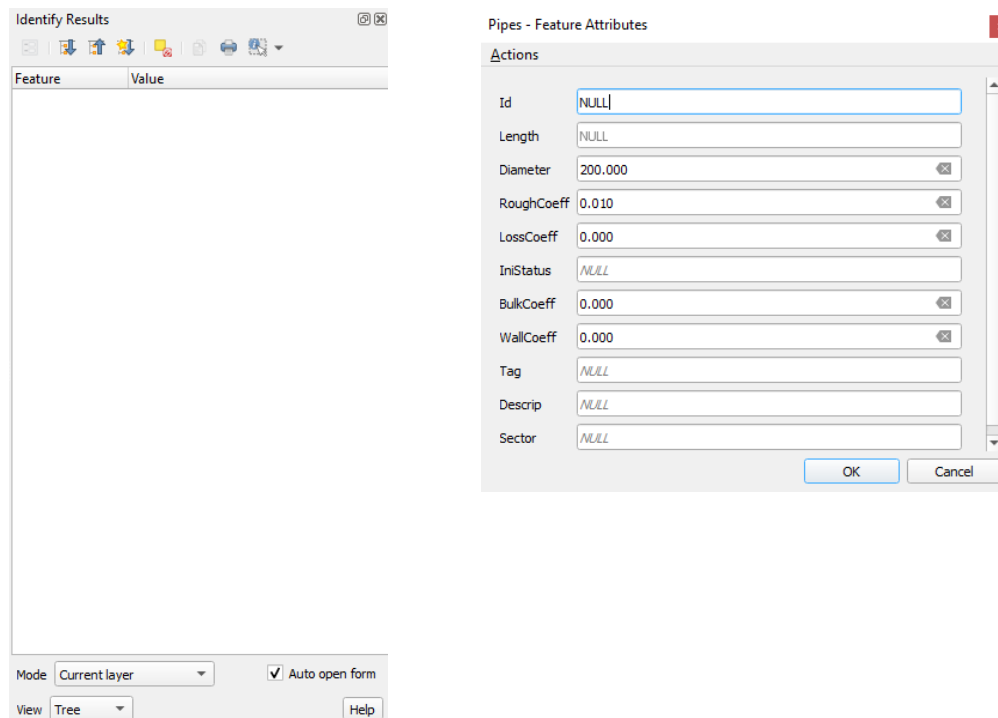 Identify Results
Feature Value
Mode Current layer Auto open form
View Tree Help
Pipes - Feature Attributes
Actions
Id NULL
Length NULL
Diameter 200.000
RoughCoeff 0.010
LossCoeff 0.000
IniStatus NULL
BulkCoeff 0.000
WallCoeff 0.000
Tag NULL
Descrip NULL
Sector NULL
OK Cancel